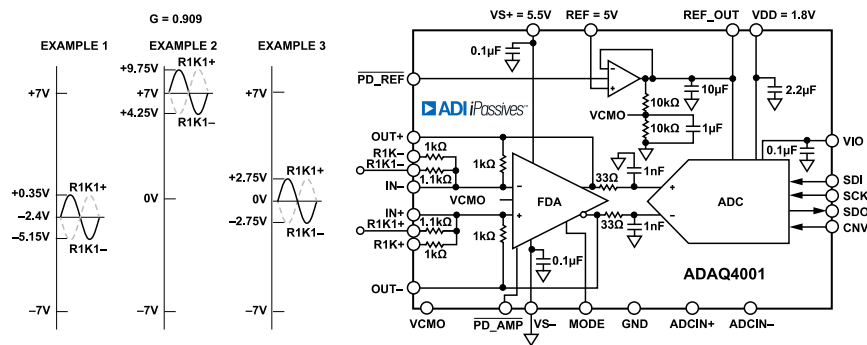 G = 0.909
EXAMPLE 1
+7V
+0.35V
R1K1+
–2.4V
–5.15V
R1K1–
–7V
EXAMPLE 2
+9.75V
R1K1+
+7V
+4.25V
R1K1–
0V
–7V
EXAMPLE 3
+7V
+2.75V
R1K1+
0V
–2.75V
R1K1–
–7V
VS+ = 5.5V
REF = 5V
REF_OUT
VDD = 1.8V
0.1µF
PD_REF
10kΩ
10µF
2.2µF
ADI iPassives™
VCMO
10kΩ
1µF
0.1µF
VIO
OUT+
R1K–
1kΩ
R1K1–
1.1kΩ
IN–
1kΩ
33Ω
1nF
VCMO
FDA
ADC
SDI
SCK
SDO
CNV
IN+
R1K1+
1.1kΩ
R1K+
1kΩ
1kΩ
33Ω
1nF
0.1µF
OUT–
ADAQ4001
VCMO
PD_AMP
VS–
MODE
GND
ADCIN+
ADCIN–